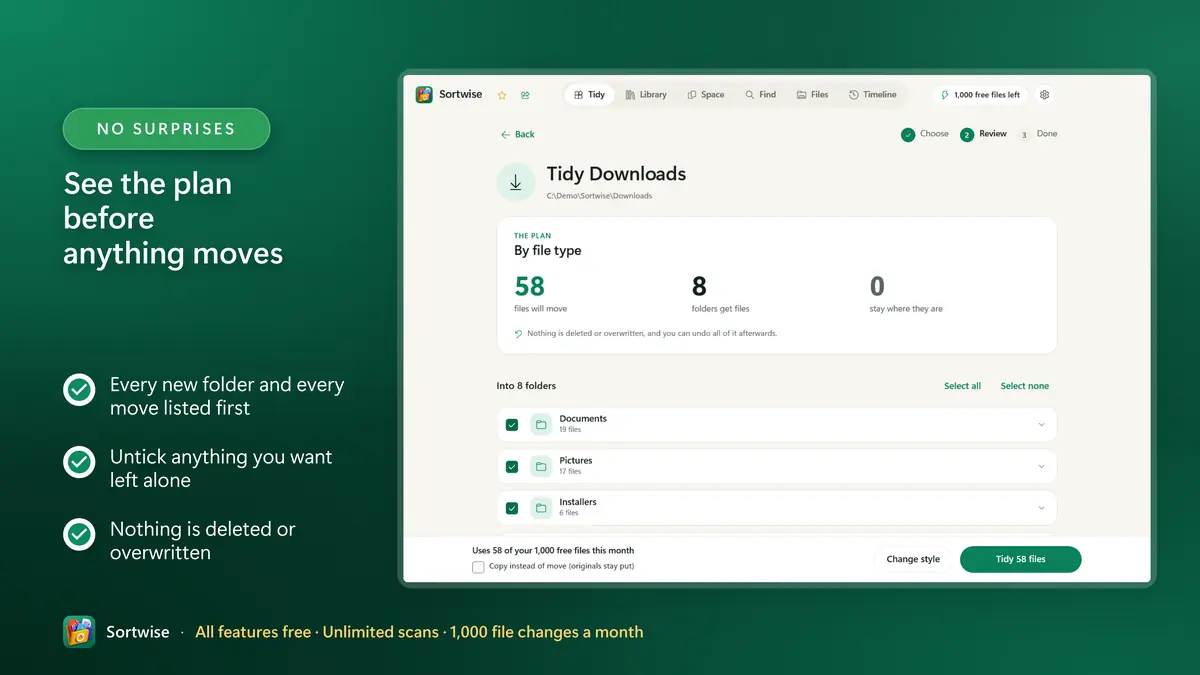 NO SURPRISES
See the plan
before
anything moves
Every new folder and every
move listed first
Untick anything you want
left alone
Nothing is deleted or
overwritten
Sortwise · All features free · Unlimited scans · 1,000 file changes a month
Sortwise
Tidy
Library
Space
Find
Files
Timeline
1,000 free files left
Back
Choose
2 Review
3 Done
Tidy Downloads
C:\Demo\Sortwise\Downloads
THE PLAN
By file type
58
files will move
8
folders get files
0
stay where they are
Nothing is deleted or overwritten, and you can undo all of it afterwards.
Into 8 folders
Select all
Select none
Documents
19 files
Pictures
17 files
Installers
6 files
Uses 58 of your 1,000 free files this month
Copy instead of move (originals stay put)
Change style
Tidy 58 files